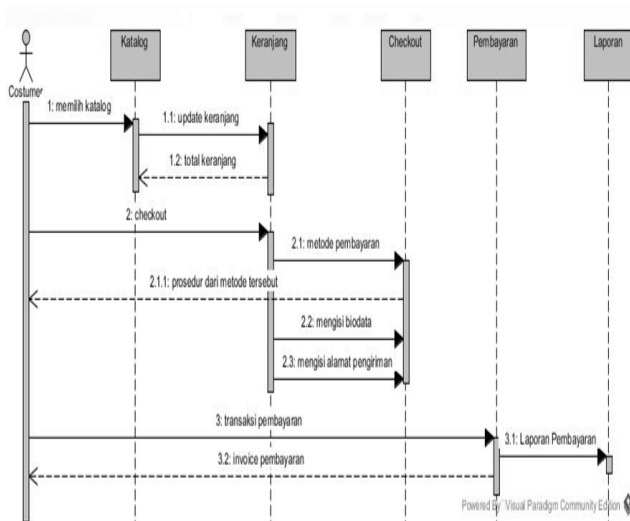 Katalog
Keranjang
Checkout
Pembayaran
Laporan
Costumer
1: memilih katalog
1.1: update keranjang
1.2: total keranjang
2: checkout
2.1: metode pembayaran
2.1.1: prosedur dari metode tersebut
2.2: mengisi biodata
2.3: mengisi alamat pengiriman
3: transaksi pembayaran
3.1: Laporan Pembayaran
3.2: invoice pembayaran
Powered By Visual Paradigm Community Edition